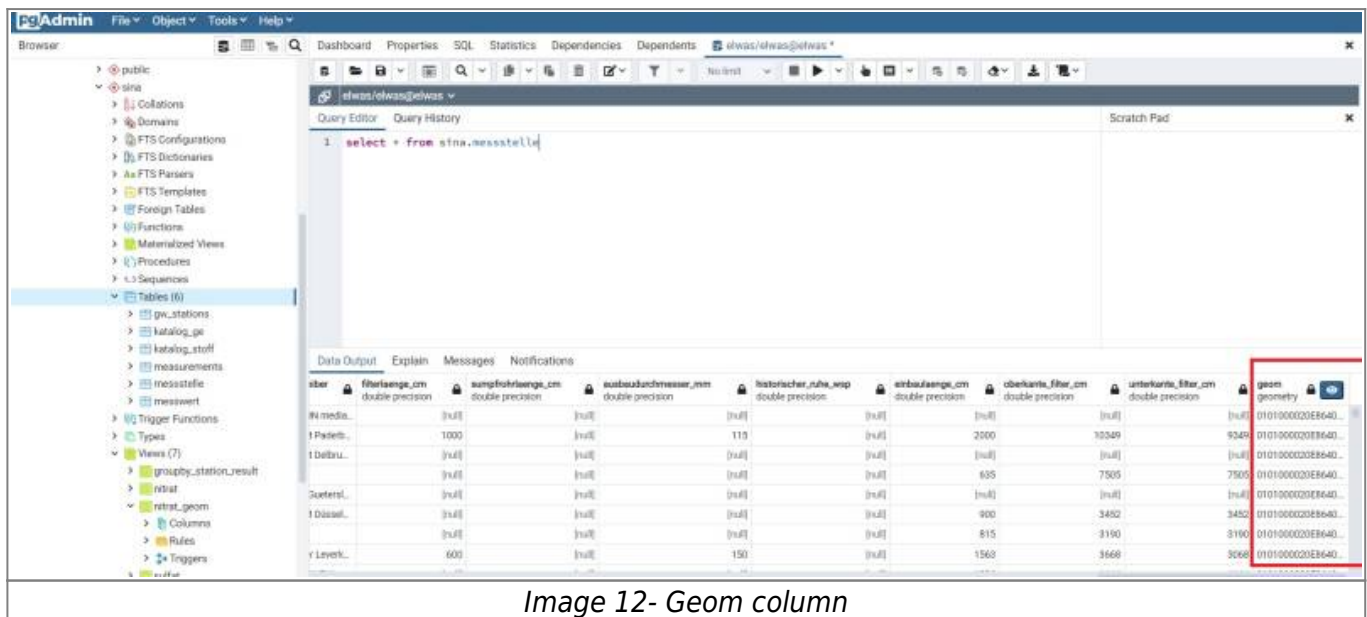 pgAdmin File Object Tools Help
Browser Dashboard Properties SQL Statistics Dependencies Dependents elwas/elwas@elwas *
public
sina
Collations
Domains
FTS Configurations
FTS Dictionaries
FTS Parsers
FTS Templates
Foreign Tables
Functions
Materialized Views
Procedures
Sequences
Tables (6)
gw_stations
katalog_ge
katalog_stoff
measurements
messstelle
messwert
Trigger Functions
Types
Views (7)
groupby_station_result
nitrat
nitrat_geom
Columns
Rules
Triggers
sulfat
No limit
elwas/elwas@elwas
Query Editor Query History Scratch Pad
1 select * from sina.messstelle
Data Output Explain Messages Notifications
filterlaenge_cm sumpfrohrlaenge_cm ausbaudurchmesser_mm historischer_ruhe_wsp einbaulaenge_cm oberkante_filter_cm unterkante_filter_cm geom
double precision double precision double precision double precision double precision double precision double precision geometry
IN media... [null] [null] [null] [null] [null] [null] [null] 0101000020E8640...
t Paderb... 1000 [null] 115 [null] 2000 10349 9349 0101000020E8640...
t Delbru... [null] [null] [null] [null] [null] [null] [null] 0101000020E8640...
[null] [null] [null] [null] 635 7505 7505 0101000020E8640...
Guetersl... [null] [null] [null] [null] [null] [null] [null] 0101000020E8640...
t Düssel... [null] [null] [null] [null] 900 3452 3452 0101000020E8640...
[null] [null] [null] [null] 815 3190 3190 0101000020E8640...
r Leverk... 600 [null] 150 [null] 1563 3668 3068 0101000020E8640...
Image 12- Geom column